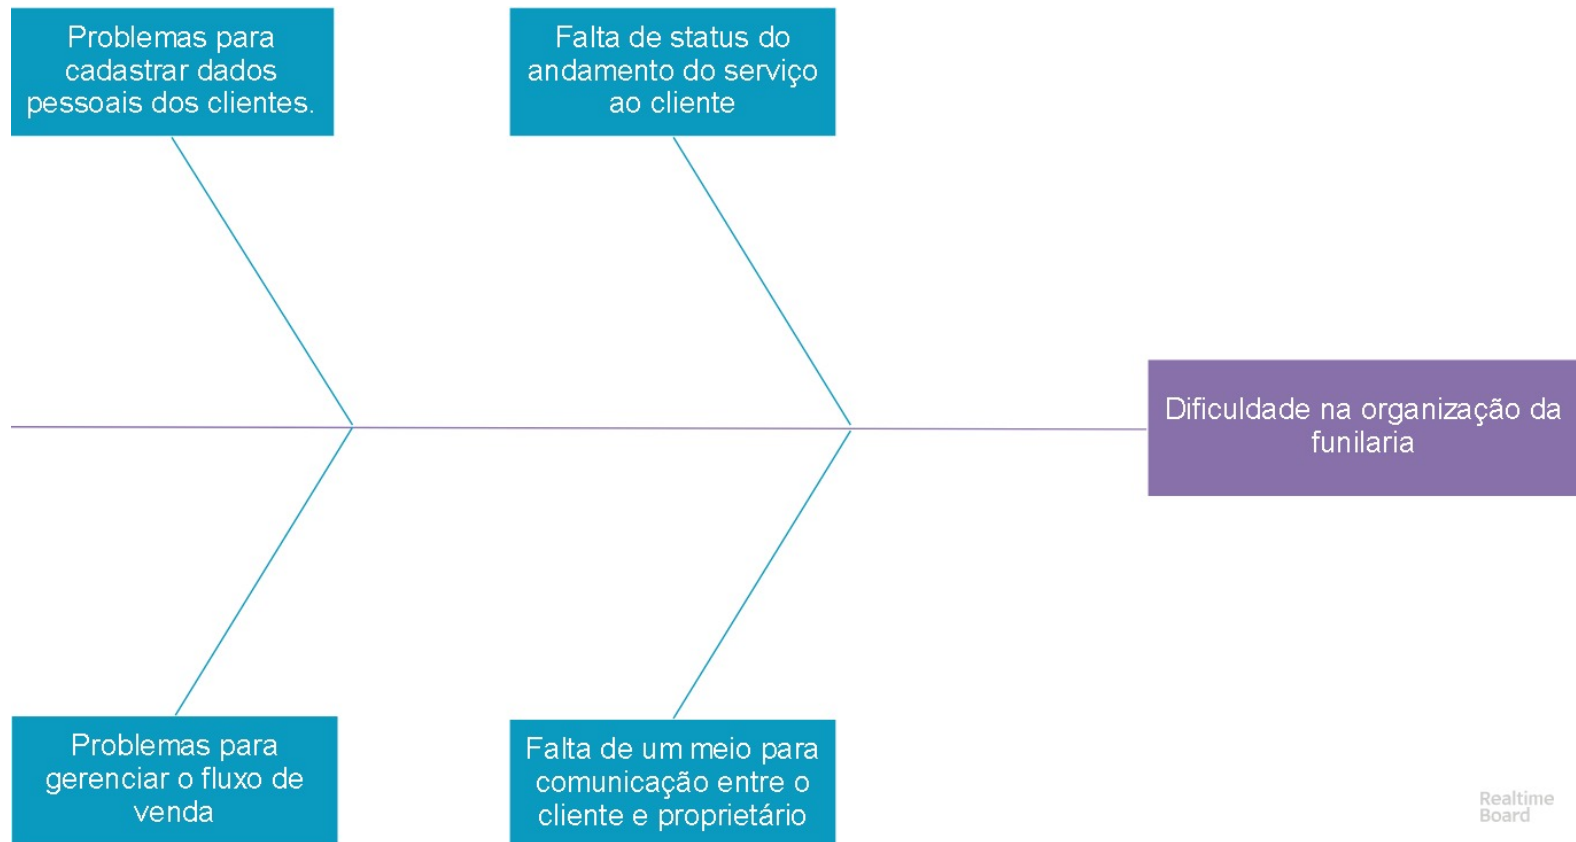 Problemas para
cadastrar dados
pessoais dos clientes.
Falta de status do
andamento do serviço
ao cliente
Dificuldade na organização da
funilaria
Problemas para
gerenciar o fluxo de
venda
Falta de um meio para
comunicação entre o
cliente e proprietário
Realtime
Board